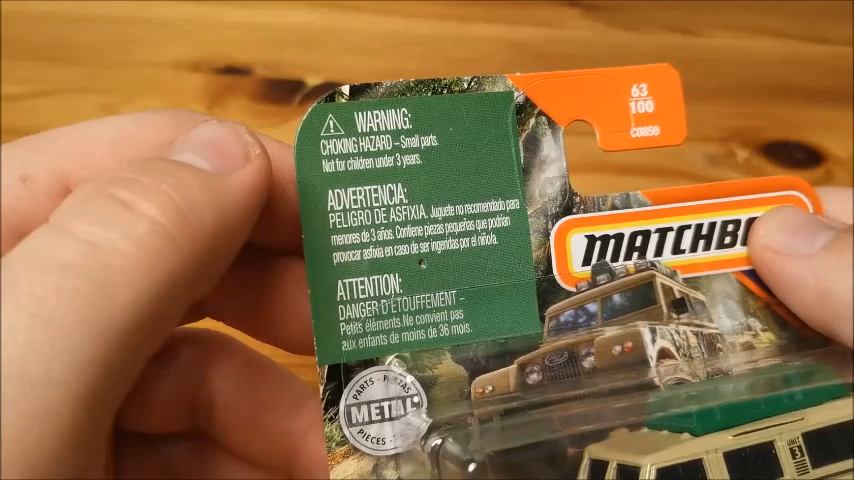 WARNING:
CHOKING HAZARD – Small parts.
Not for children under 3 years.
ADVERTENCIA:
PELIGRO DE ASFIXIA. Juguete no recomendado para
menores de 3 años. Contiene piezas pequeñas que podrían
provocar asfixia en caso de ser ingeridas por el niño/a.
ATTENTION:
DANGER D'ÉTOUFFEMENT –
Petits éléments. Ne convient pas
aux enfants de moins de 36 mois.
PARTS - PIEZAS
METAL
PIECES
63
100
MATCHBO
UNIT
3